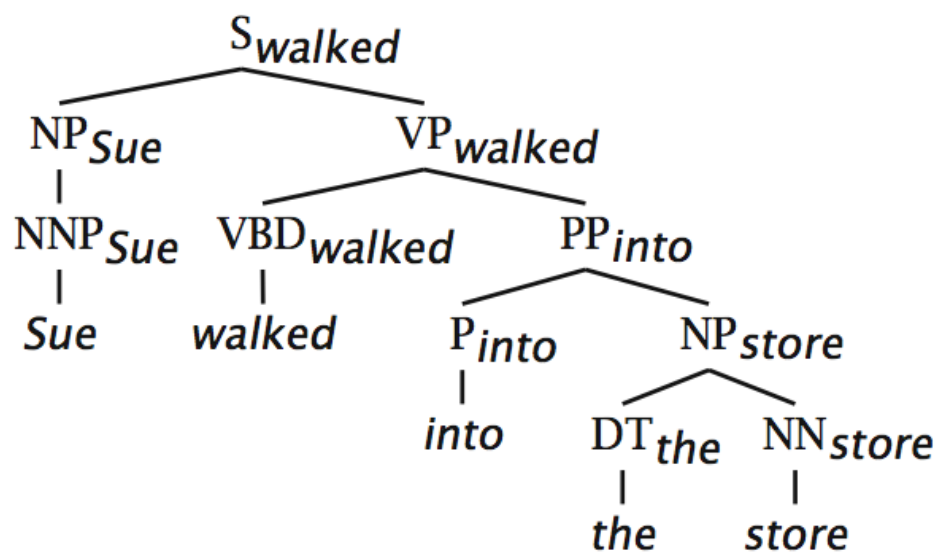 S walked
NP Sue VP walked
NNP Sue VBD walked PP into
Sue walked P into NP store
into DT the NN store
the store